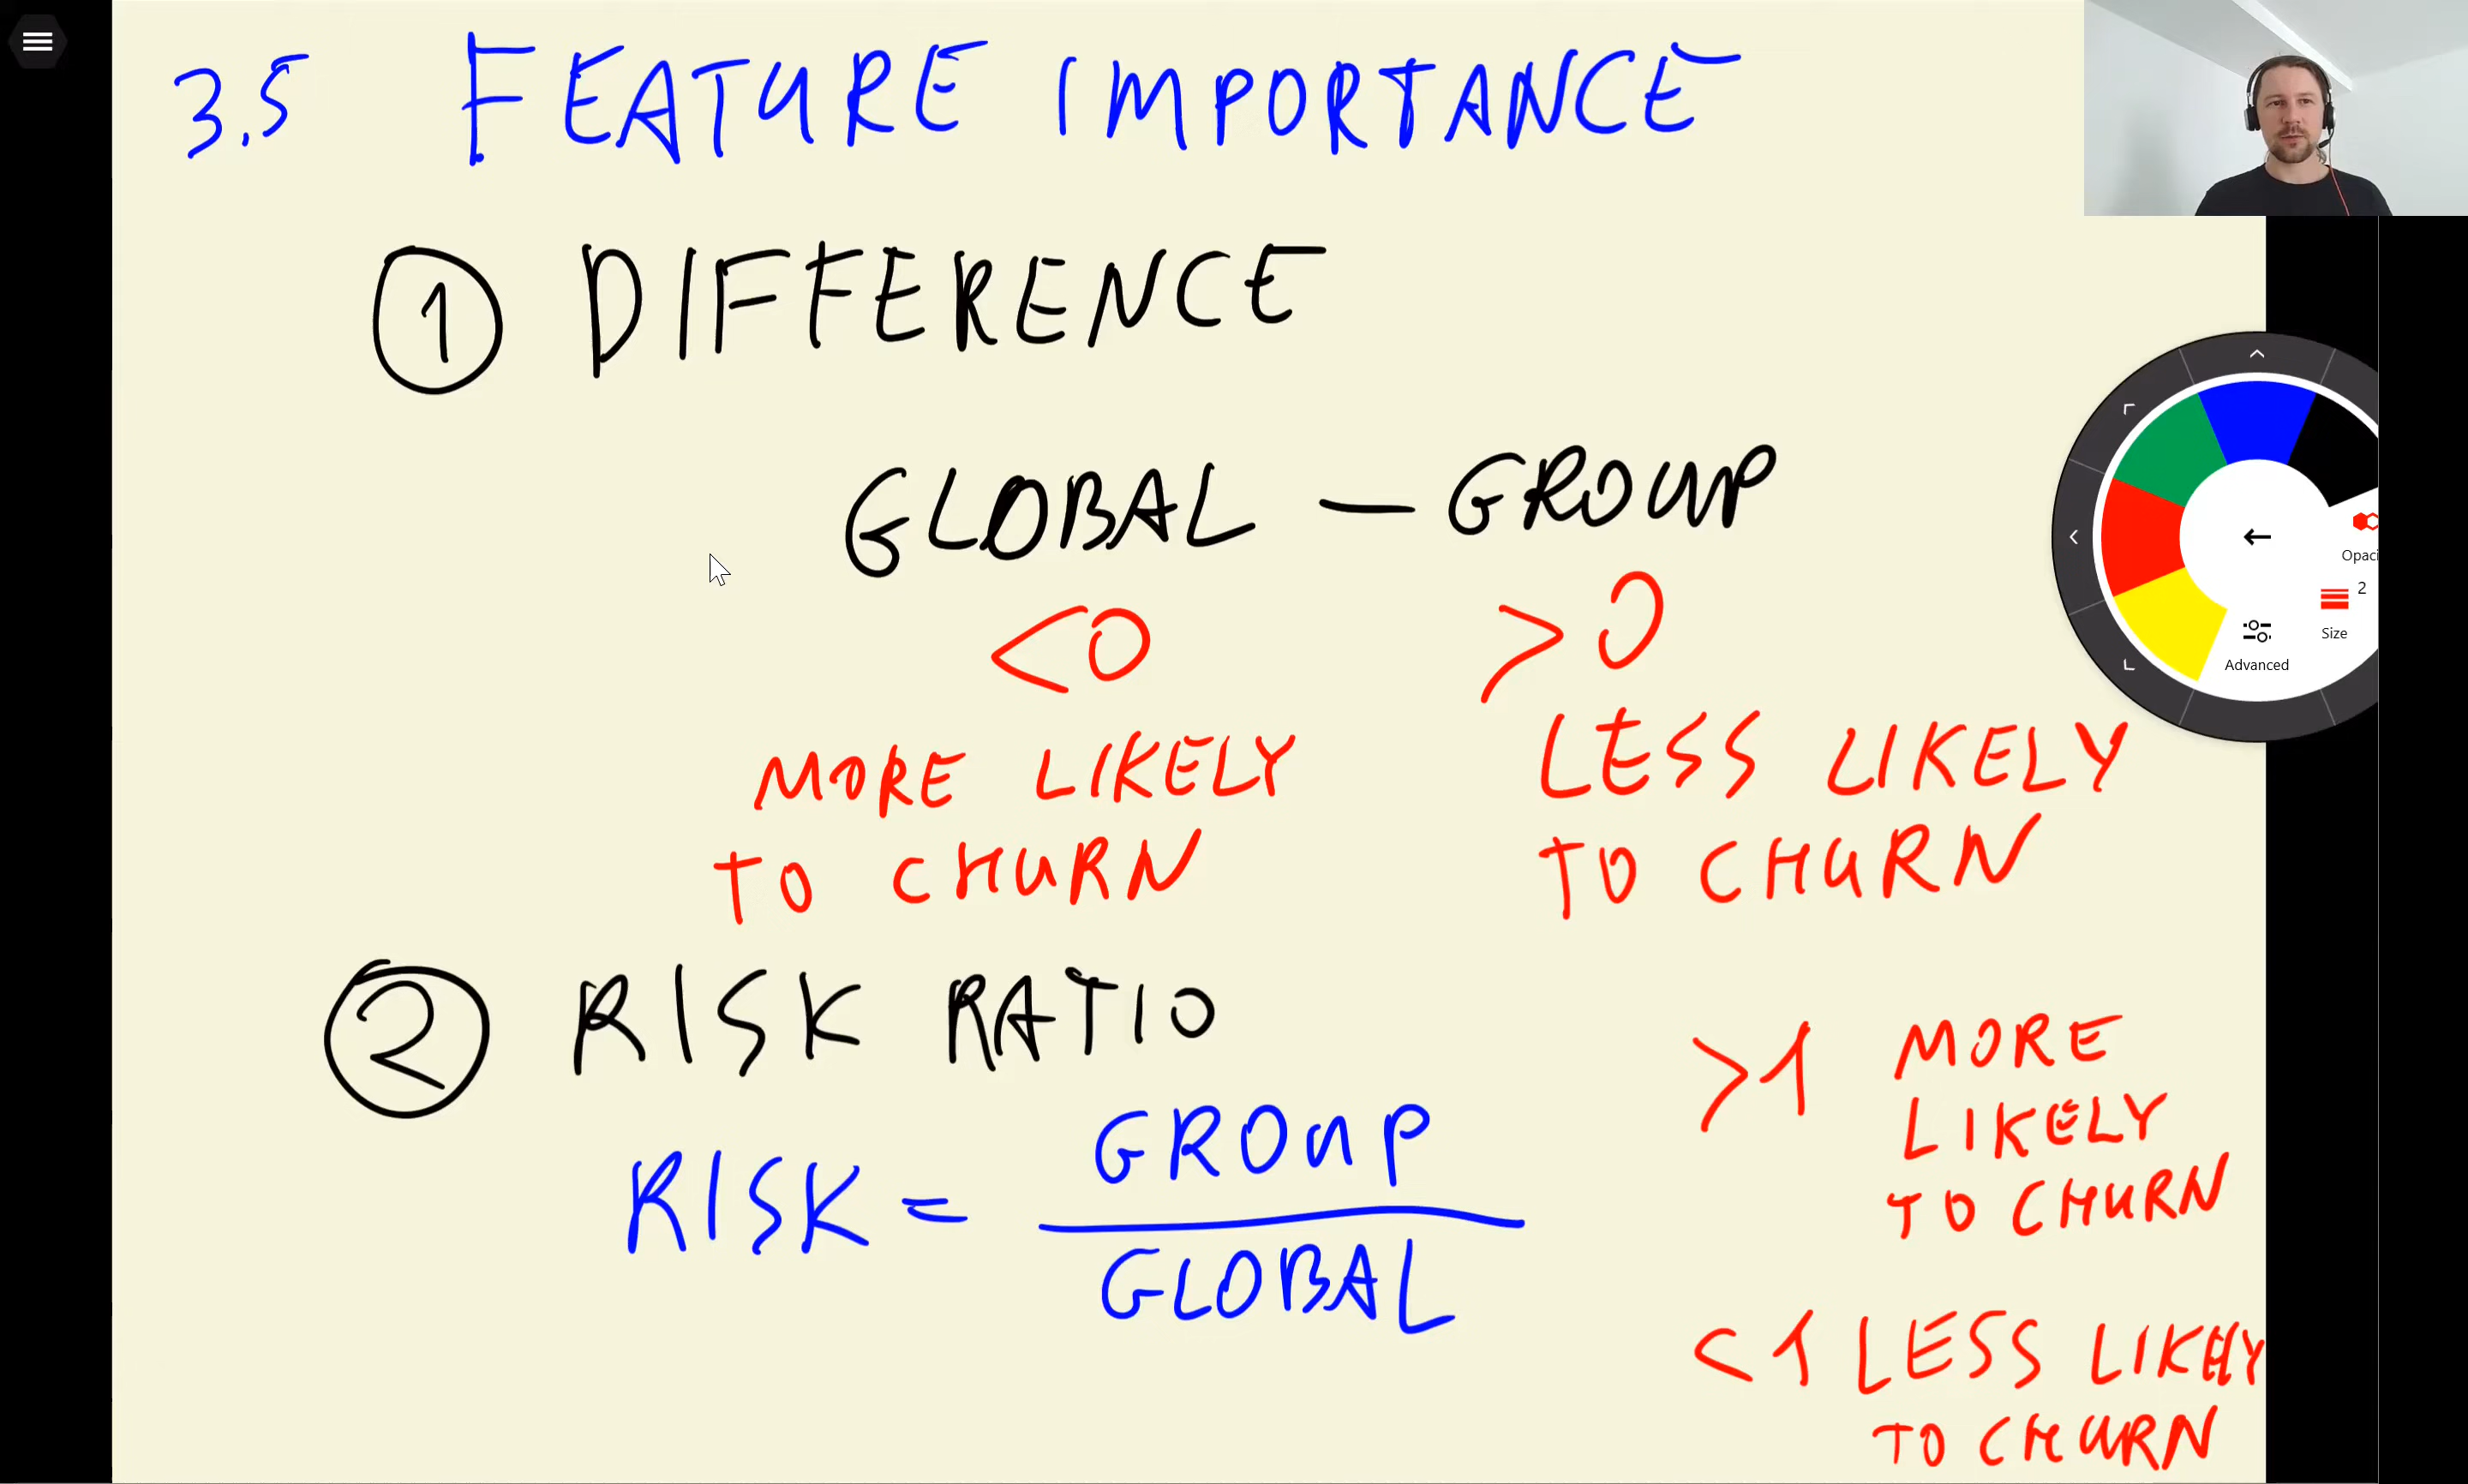 3.5 FEATURE IMPORTANCE
1 DIFFERENCE
GLOBAL — GROUP
<0 >0
MORE LIKELY
TO CHURN
LESS LIKELY
TO CHURN
2 RISK RATIO
RISK = GROUP
GLOBAL
>1 MORE
LIKELY
TO CHURN
<1 LESS LIKELY
TO CHURN
Opaci
2
Size
Advanced